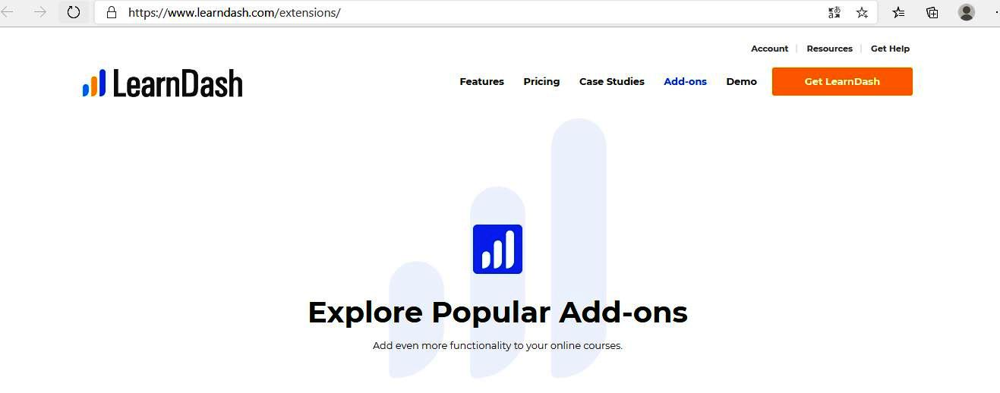 https://www.learndash.com/extensions/
Account Resources Get Help
LearnDash Features Pricing Case Studies Add-ons Demo Get LearnDash
Explore Popular Add-ons
Add even more functionality to your online courses.